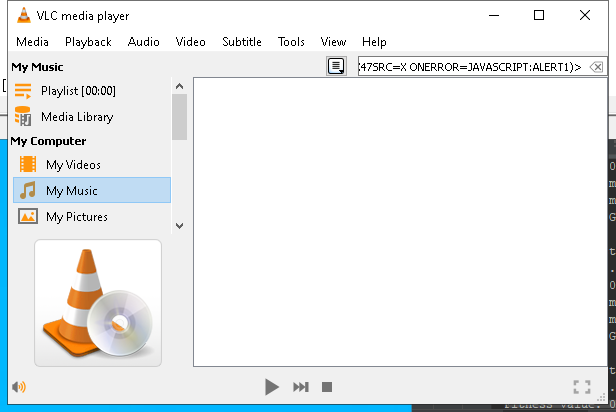 VLC media player
Media Playback Audio Video Subtitle Tools View Help
My Music
47SRC=X ONERROR=JAVASCRIPT:ALERT1)>
Playlist [00:00]
Media Library
My Computer
My Videos
My Music
My Pictures